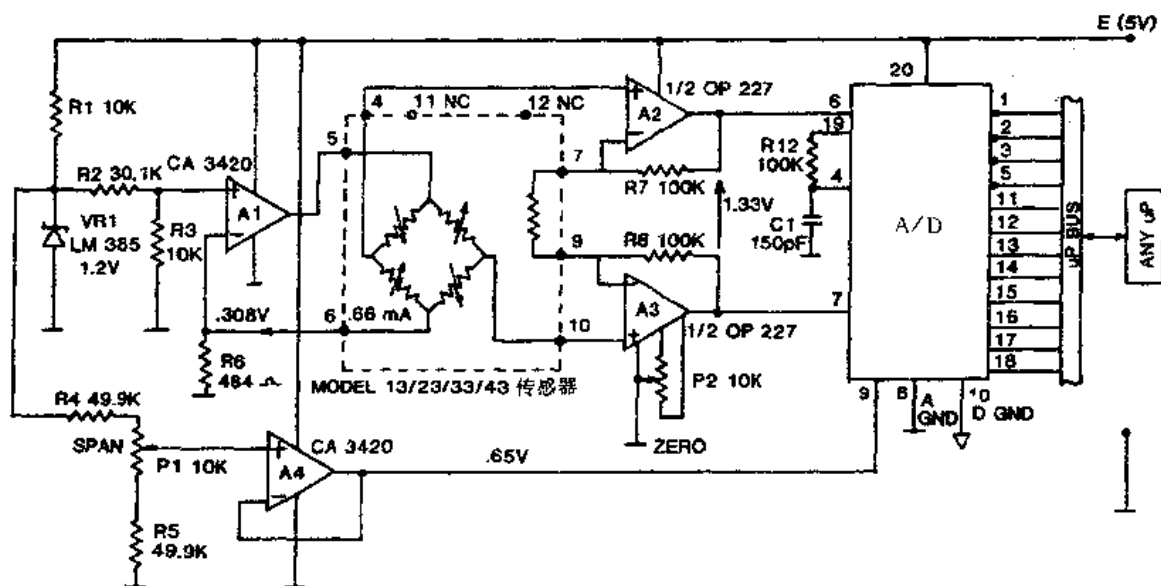 E (5V)
R1 10K
R2 30.1K
CA 3420
A1
VR1
LM 385
1.2V
R3
10K
.308V
R6
484
R4 49.9K
SPAN
P1 10K
R5
49.9K
CA 3420
A4
.65V
4
11 NC
12 NC
5
6
.66 mA
7
9
10
MODEL 13/23/33/43 传感器
1/2 OP 227
A2
R7 100K
1.33V
R8 100K
A3
1/2 OP 227
P2 10K
ZERO
20
6
19
R12
100K
4
C1
150pF
7
A/D
9
8
A
GND
10
D GND
1
2
3
5
11
12
13
14
15
16
17
18
uP BUS
ANY uP